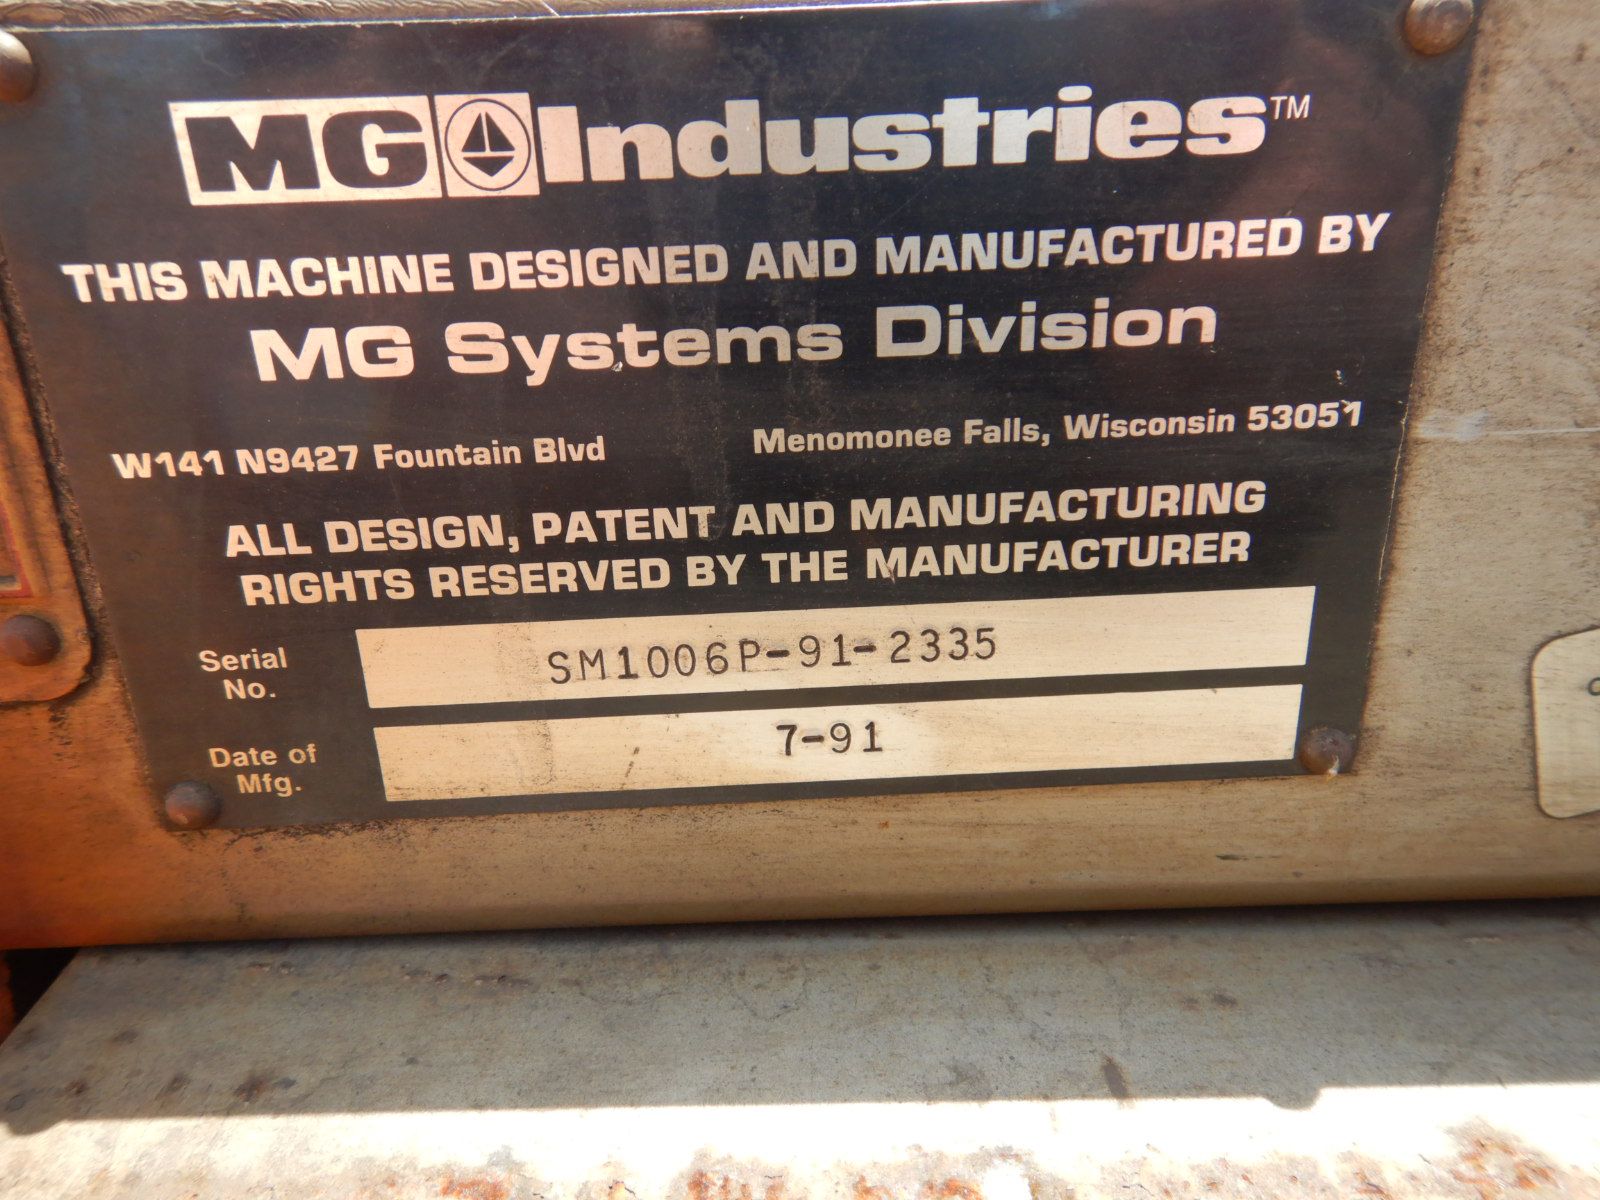 MG Industries™
THIS MACHINE DESIGNED AND MANUFACTURED BY
MG Systems Division
W141 N9427 Fountain Blvd Menomonee Falls, Wisconsin 53051
ALL DESIGN, PATENT AND MANUFACTURING
RIGHTS RESERVED BY THE MANUFACTURER
Serial No. SM1006P-91-2335
Date of Mfg. 7-91